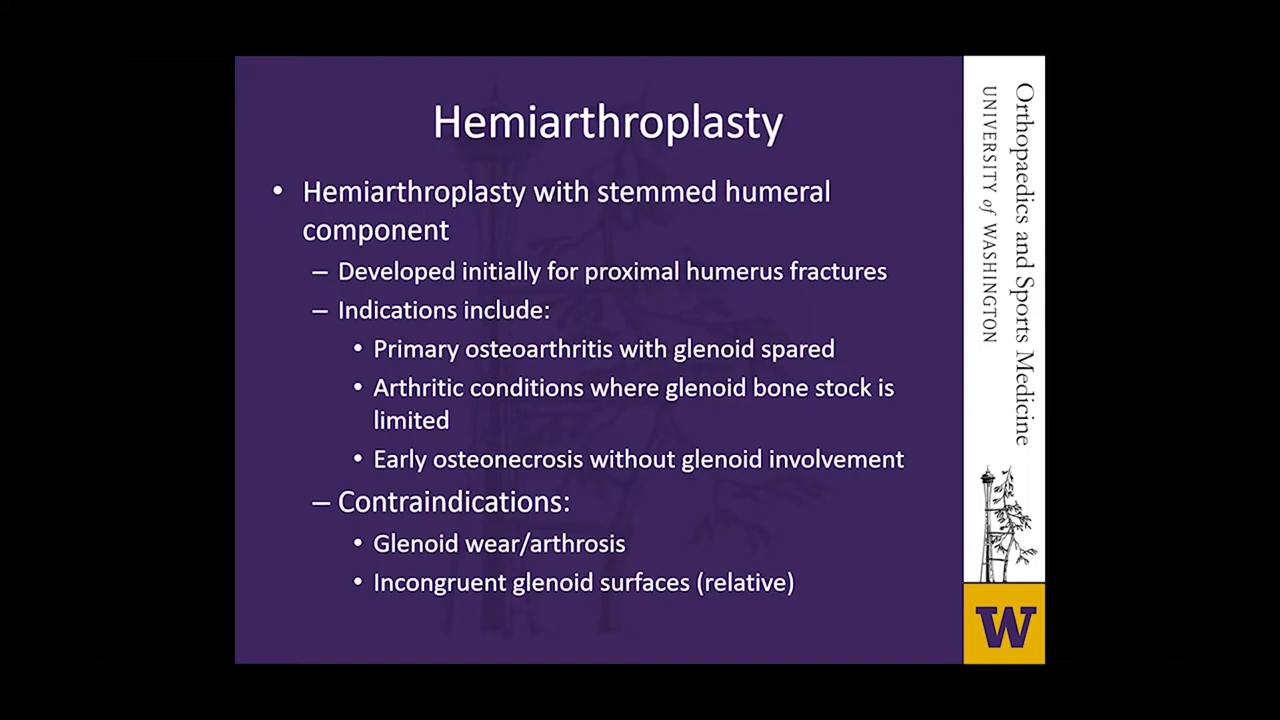 Hemiarthroplasty
• Hemiarthroplasty with stemmed humeral
component
– Developed initially for proximal humerus fractures
– Indications include:
• Primary osteoarthritis with glenoid spared
• Arthritic conditions where glenoid bone stock is
limited
• Early osteonecrosis without glenoid involvement
– Contraindications:
• Glenoid wear/arthrosis
• Incongruent glenoid surfaces (relative)
Orthopaedics and Sports Medicine
UNIVERSITY of WASHINGTON
W